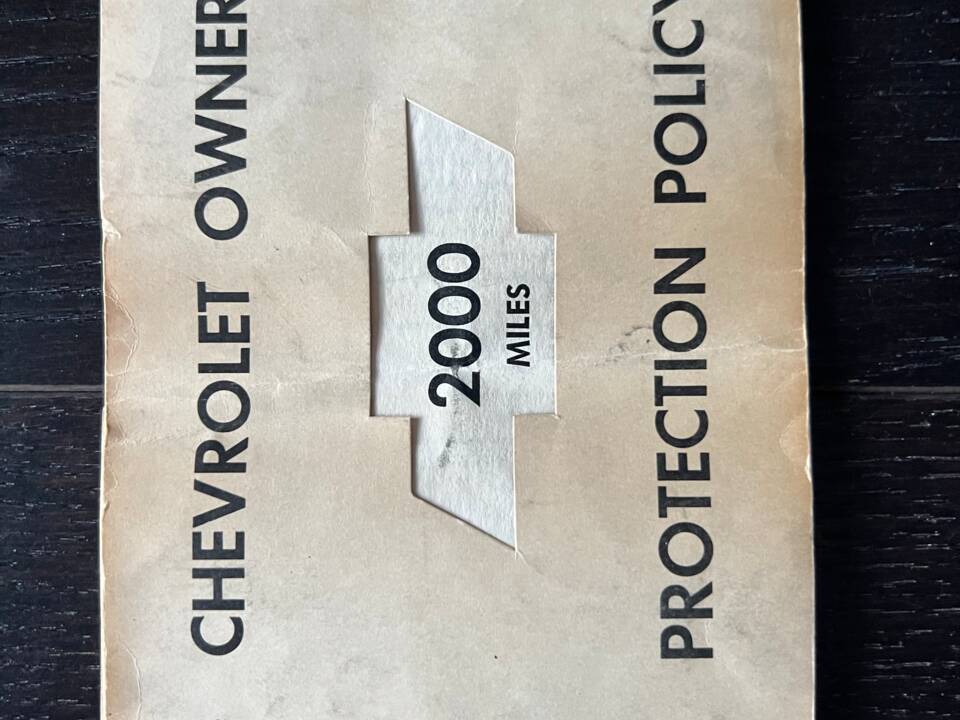 CHEVROLET OWNER
2000
MILES
PROTECTION POLICY